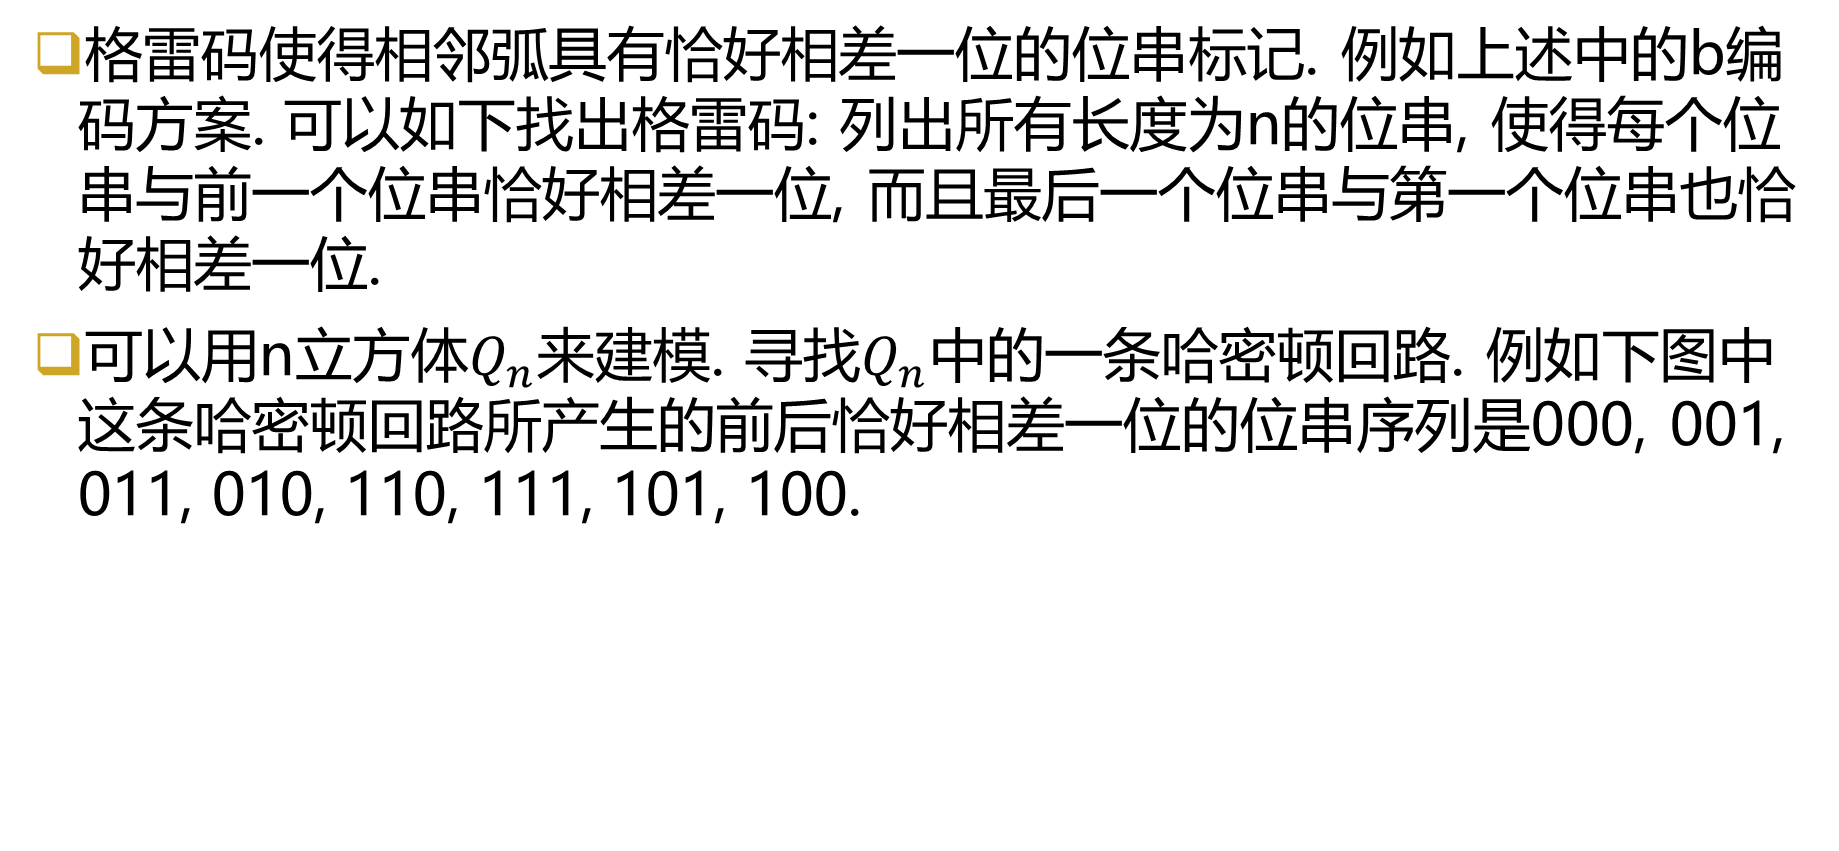 格雷码使得相邻弧具有恰好相差一位的位串标记. 例如上述中的b编
码方案. 可以如下找出格雷码: 列出所有长度为n的位串, 使得每个位
串与前一个位串恰好相差一位, 而且最后一个位串与第一个位串也恰
好相差一位.
可以用n立方体Qₙ来建模. 寻找Qₙ中的一条哈密顿回路. 例如下图中
这条哈密顿回路所产生的前后恰好相差一位的位串序列是000, 001,
011, 010, 110, 111, 101, 100.